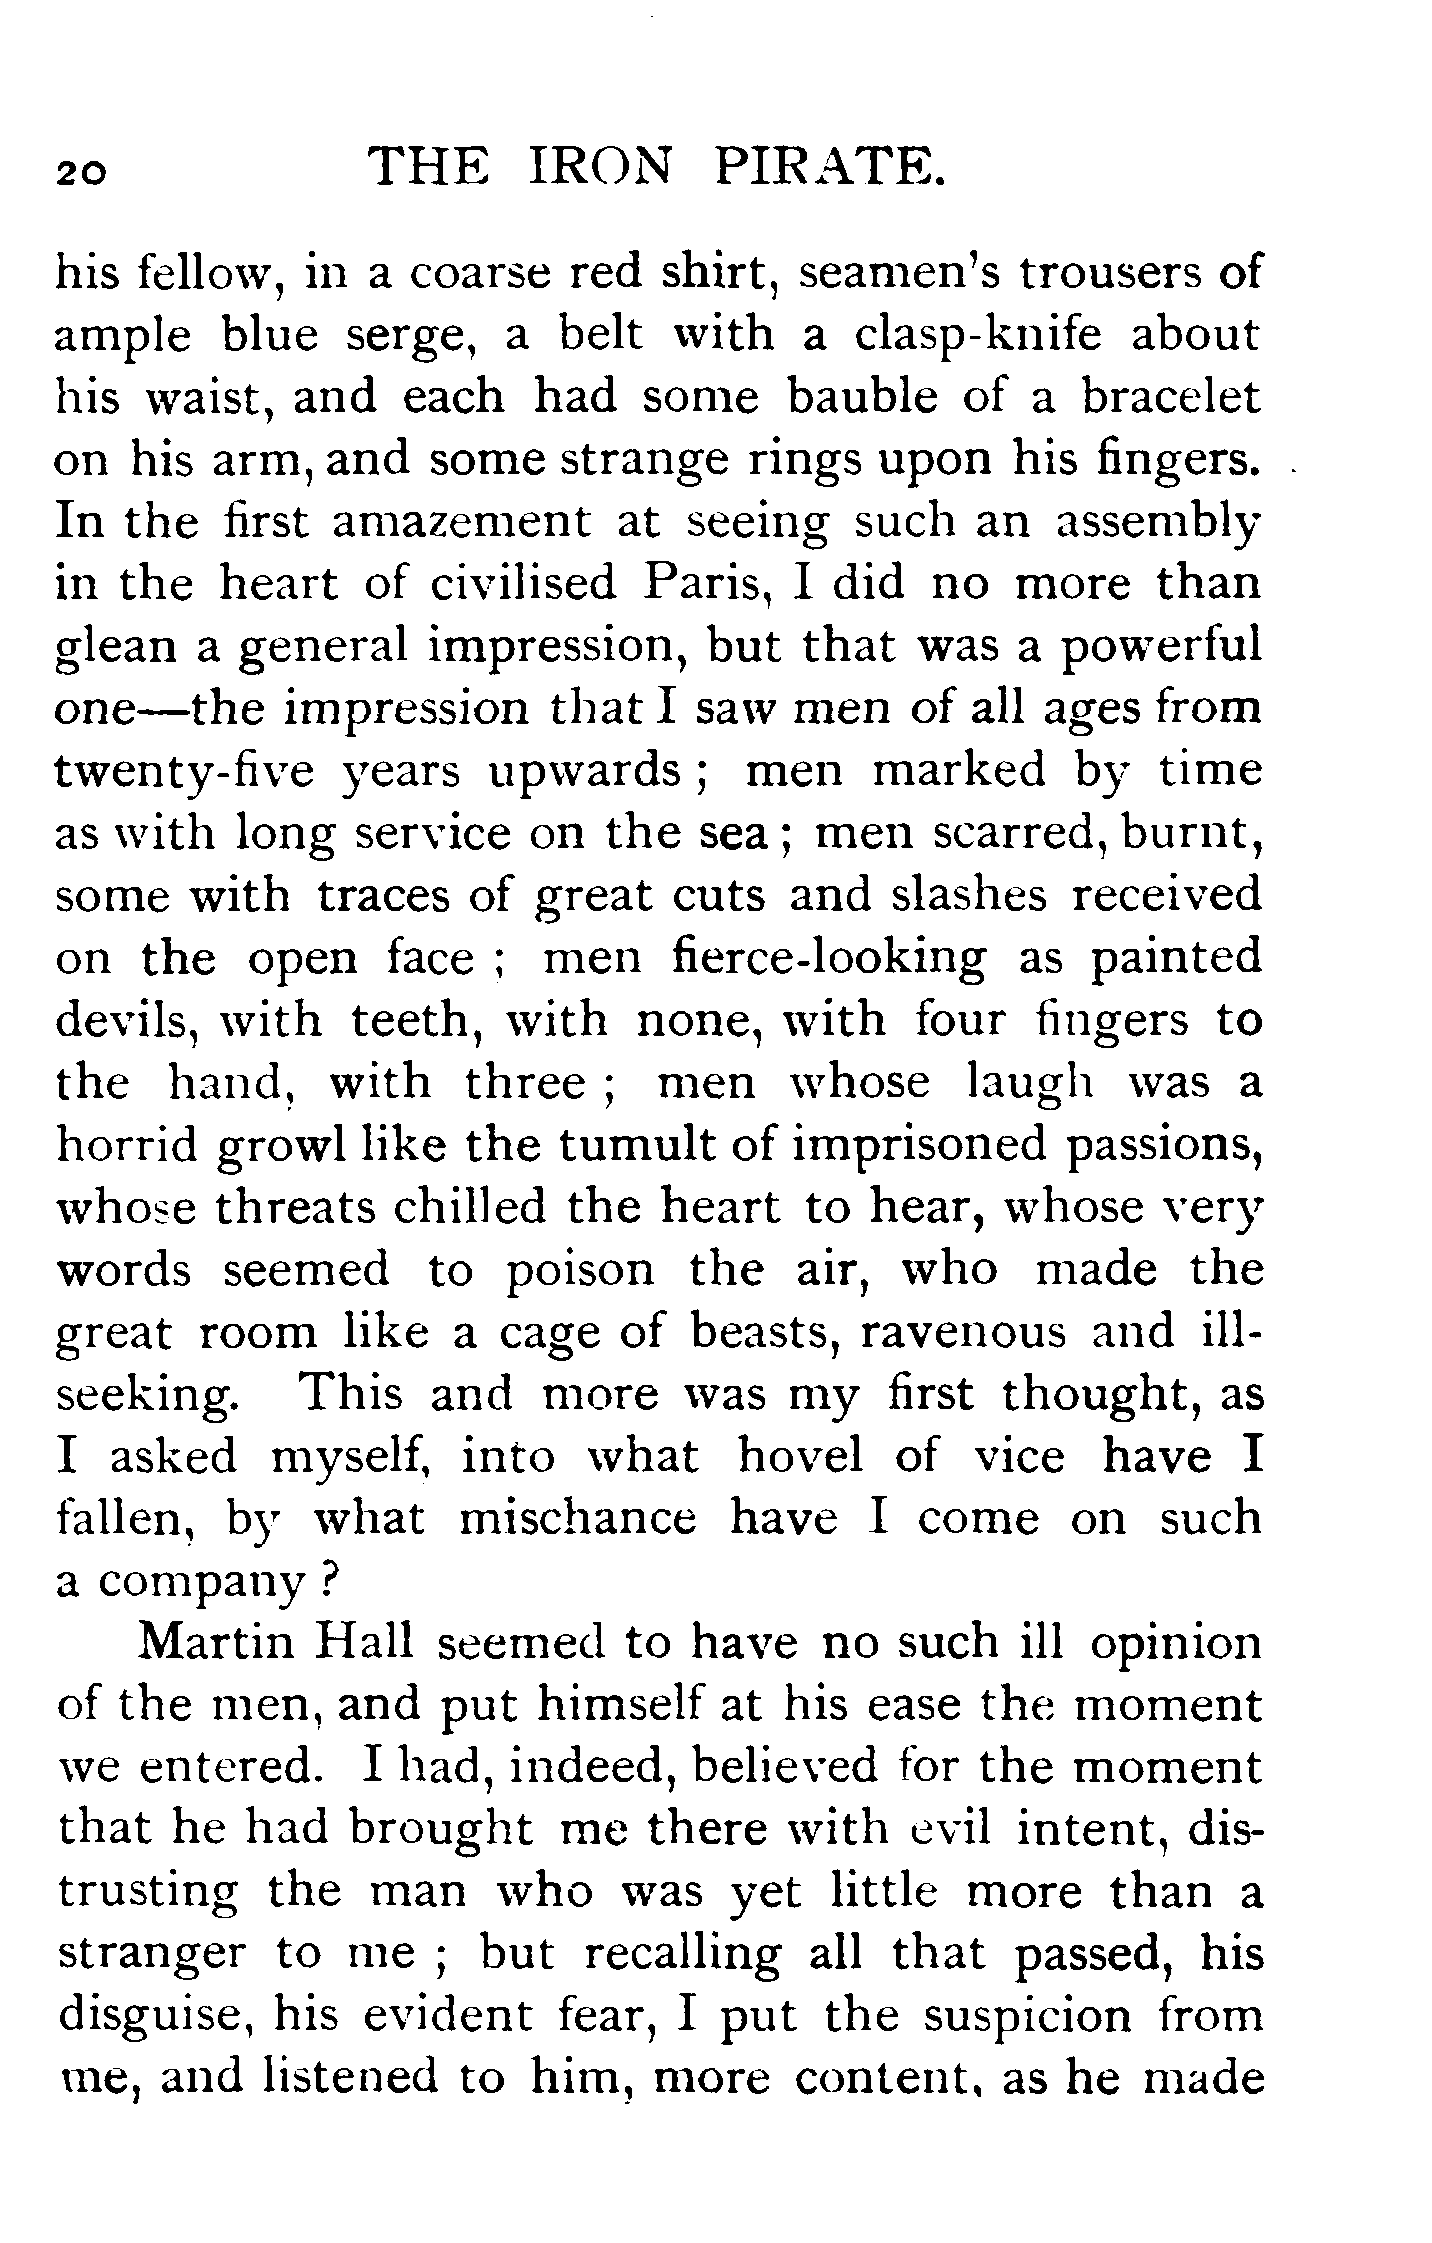 20 THE IRON PIRATE.
his fellow, in a coarse red shirt, seamen's trousers of
ample blue serge, a belt with a clasp-knife about
his waist, and each had some bauble of a bracelet
on his arm, and some strange rings upon his fingers.
In the first amazement at seeing such an assembly
in the heart of civilised Paris, I did no more than
glean a general impression, but that was a powerful
one—the impression that I saw men of all ages from
twenty-five years upwards ; men marked by time
as with long service on the sea ; men scarred, burnt,
some with traces of great cuts and slashes received
on the open face ; men fierce-looking as painted
devils, with teeth, with none, with four fingers to
the hand, with three ; men whose laugh was a
horrid growl like the tumult of imprisoned passions,
whose threats chilled the heart to hear, whose very
words seemed to poison the air, who made the
great room like a cage of beasts, ravenous and ill-
seeking. This and more was my first thought, as
I asked myself, into what hovel of vice have I
fallen, by what mischance have I come on such
a company ?
Martin Hall seemed to have no such ill opinion
of the men, and put himself at his ease the moment
we entered. I had, indeed, believed for the moment
that he had brought me there with evil intent, dis-
trusting the man who was yet little more than a
stranger to me ; but recalling all that passed, his
disguise, his evident fear, I put the suspicion from
me, and listened to him, more content, as he made